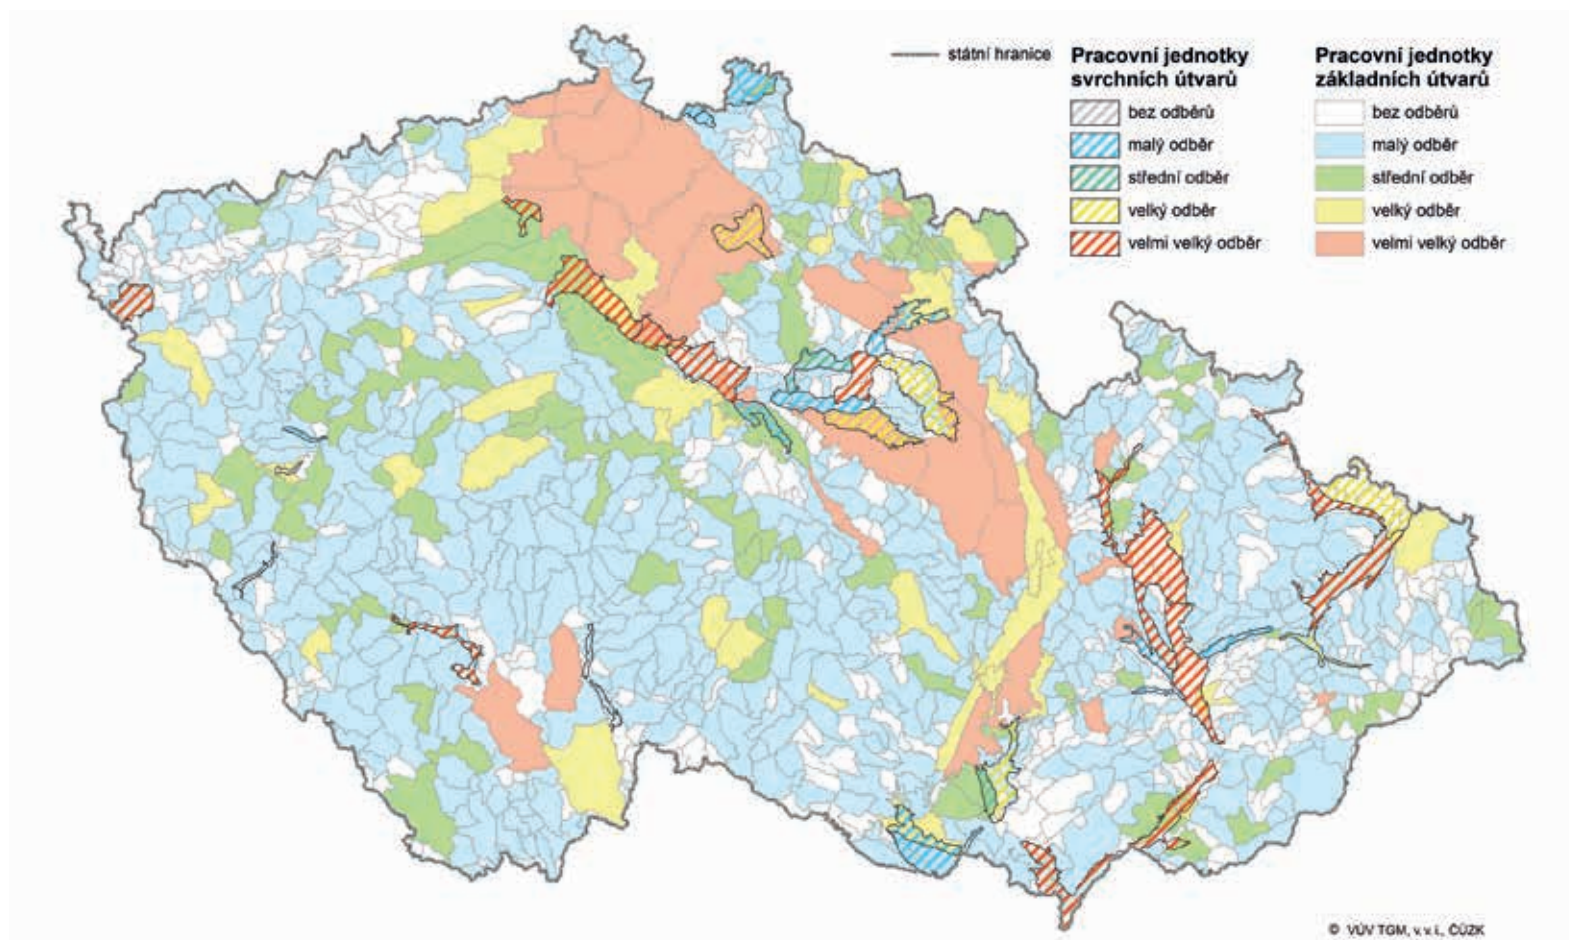 státní hranice
Pracovní jednotky
svrchních útvarů
bez odběrů
malý odběr
střední odběr
velký odběr
velmi velký odběr
Pracovní jednotky
základních útvarů
bez odběrů
malý odběr
střední odběr
velký odběr
velmi velký odběr
© VÚV TGM, v. v. i., ČÚZK